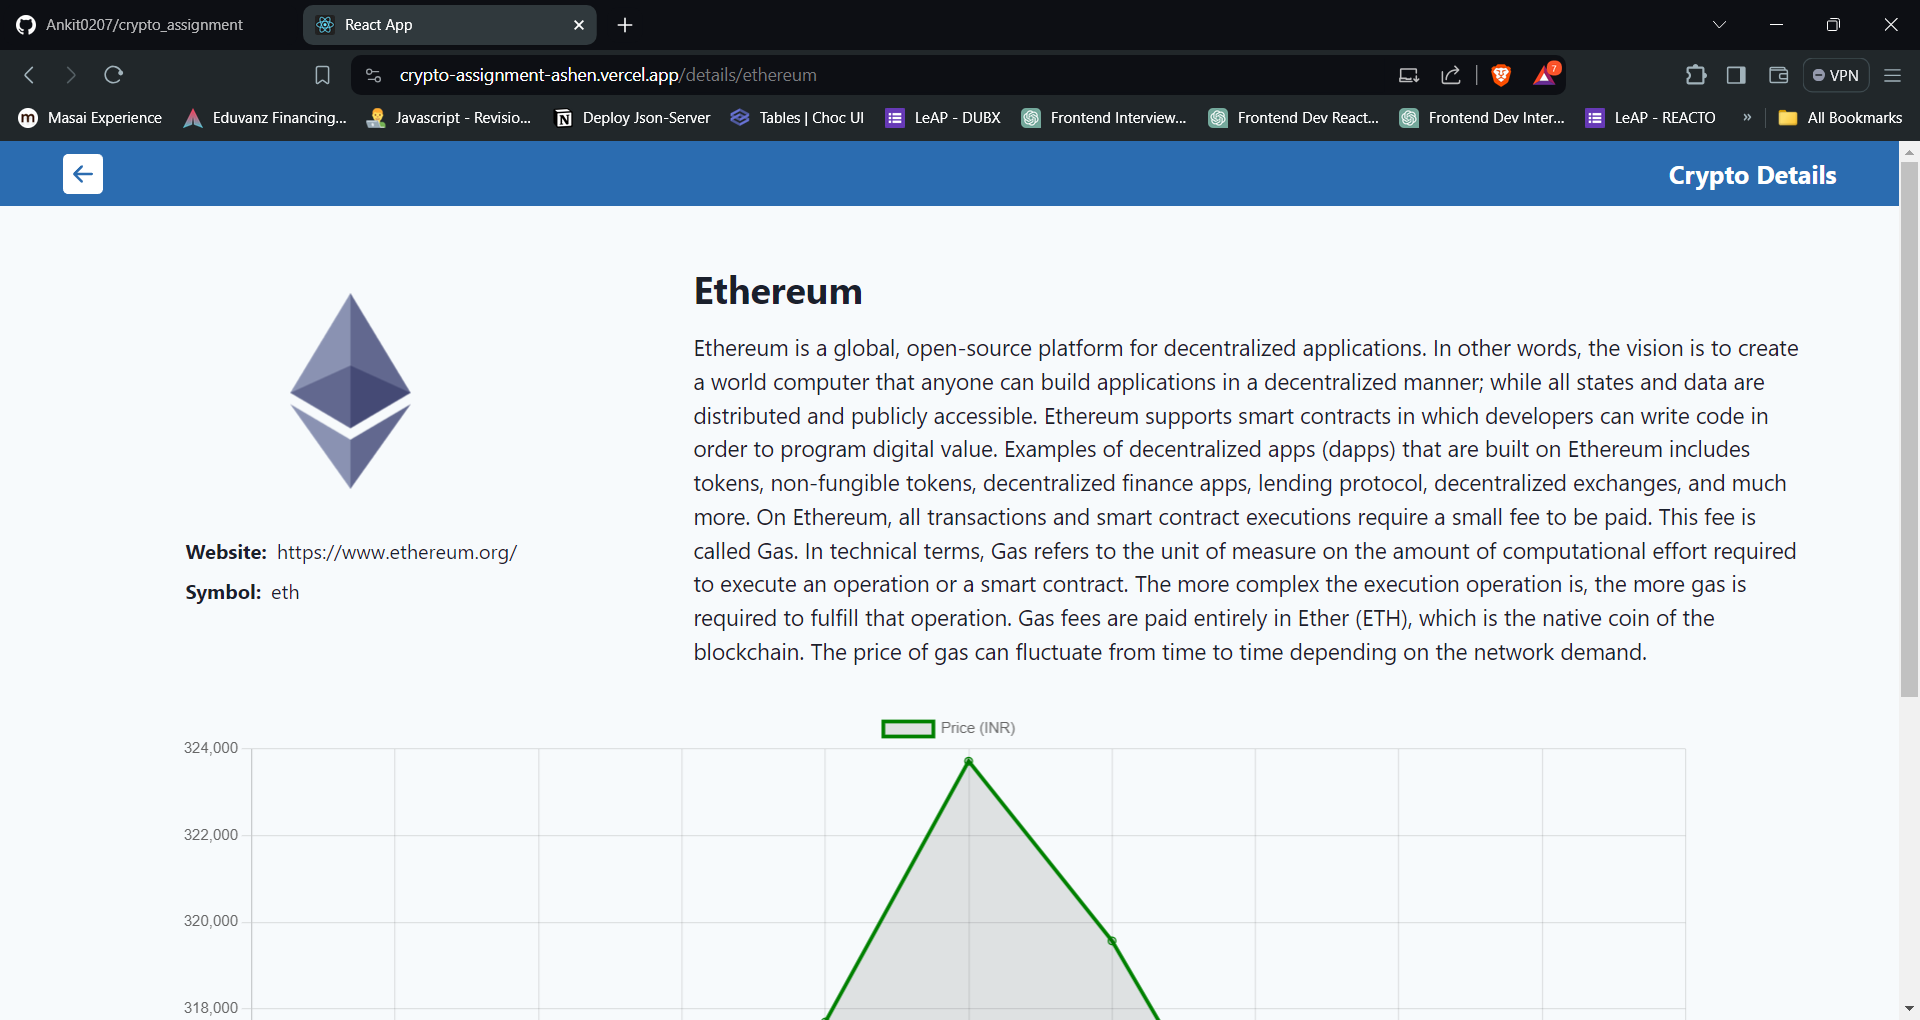 Ankit0207/crypto_assignment
React App
crypto-assignment-ashen.vercel.app/details/ethereum
7
VPN
m Masai Experience
Eduvanz Financing...
Javascript - Revisio...
Deploy Json-Server
Tables | Choc UI
LeAP - DUBX
Frontend Interview...
Frontend Dev React...
Frontend Dev Inter...
LeAP - REACTO
»
All Bookmarks
Crypto Details
Ethereum
Ethereum is a global, open-source platform for decentralized applications. In other words, the vision is to create
a world computer that anyone can build applications in a decentralized manner; while all states and data are
distributed and publicly accessible. Ethereum supports smart contracts in which developers can write code in
order to program digital value. Examples of decentralized apps (dapps) that are built on Ethereum includes
tokens, non-fungible tokens, decentralized finance apps, lending protocol, decentralized exchanges, and much
more. On Ethereum, all transactions and smart contract executions require a small fee to be paid. This fee is
called Gas. In technical terms, Gas refers to the unit of measure on the amount of computational effort required
to execute an operation or a smart contract. The more complex the execution operation is, the more gas is
required to fulfill that operation. Gas fees are paid entirely in Ether (ETH), which is the native coin of the
blockchain. The price of gas can fluctuate from time to time depending on the network demand.
Website: https://www.ethereum.org/
Symbol: eth
Price (INR)
324,000
322,000
320,000
318,000